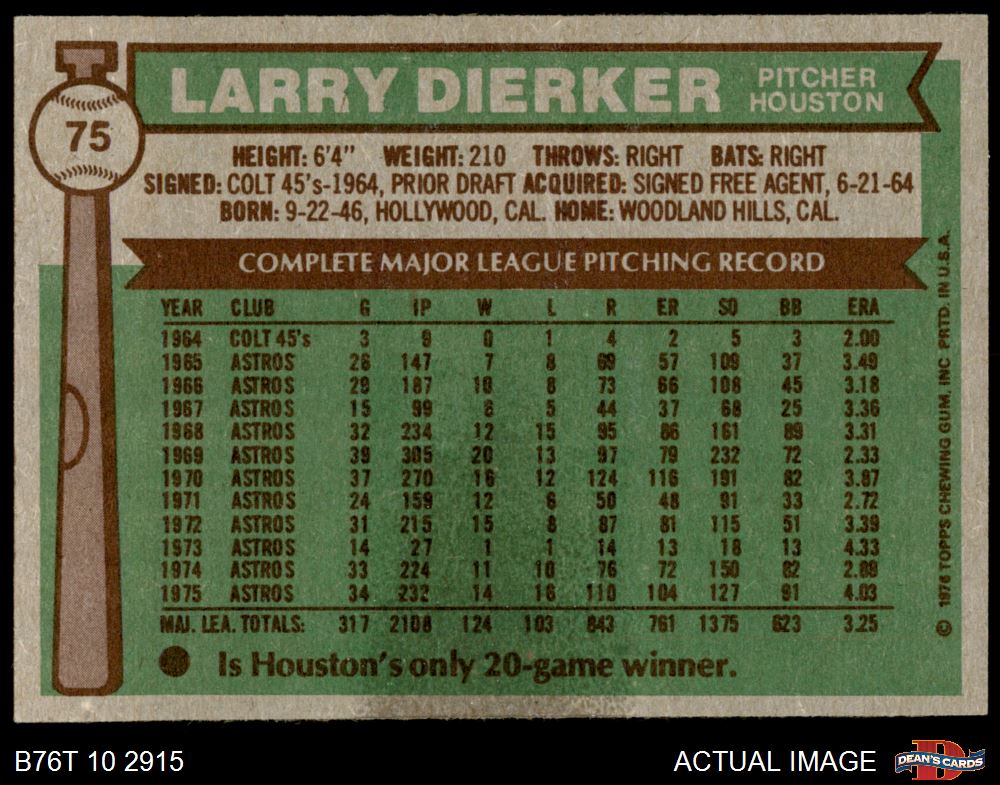 LARRY DIERKER
PITCHER
HOUSTON
75
HEIGHT: 6'4" WEIGHT: 210 THROWS: RIGHT BATS: RIGHT
SIGNED: COLT 45's-1964, PRIOR DRAFT ACQUIRED: SIGNED FREE AGENT, 6-21-64
BORN: 9-22-46, HOLLYWOOD, CAL. HOME: WOODLAND HILLS, CAL.
COMPLETE MAJOR LEAGUE PITCHING RECORD
YEAR CLUB G IP W L R ER SO BB ERA
1964 COLT 45's 3 9 0 1 4 2 5 3 2.00
1965 ASTROS 26 147 7 8 69 57 109 37 3.49
1966 ASTROS 29 187 10 8 73 66 108 45 3.18
1967 ASTROS 15 99 6 5 44 37 68 25 3.36
1968 ASTROS 32 234 12 15 95 86 161 89 3.31
1969 ASTROS 39 305 20 13 97 79 232 72 2.33
1970 ASTROS 37 270 16 12 124 116 191 82 3.87
1971 ASTROS 24 159 12 6 50 48 91 33 2.72
1972 ASTROS 31 215 15 8 87 81 115 51 3.39
1973 ASTROS 14 27 1 1 14 13 18 13 4.33
1974 ASTROS 33 224 11 10 76 72 150 82 2.89
1975 ASTROS 34 232 14 16 110 104 127 91 4.03
MAJ. LEA. TOTALS: 317 2108 124 103 843 761 1375 623 3.25
Is Houston's only 20-game winner.
© 1976 TOPPS CHEWING GUM, INC PRTD. IN U.S.A.
B76T 10 2915
ACTUAL IMAGE
DEAN'S CARDS